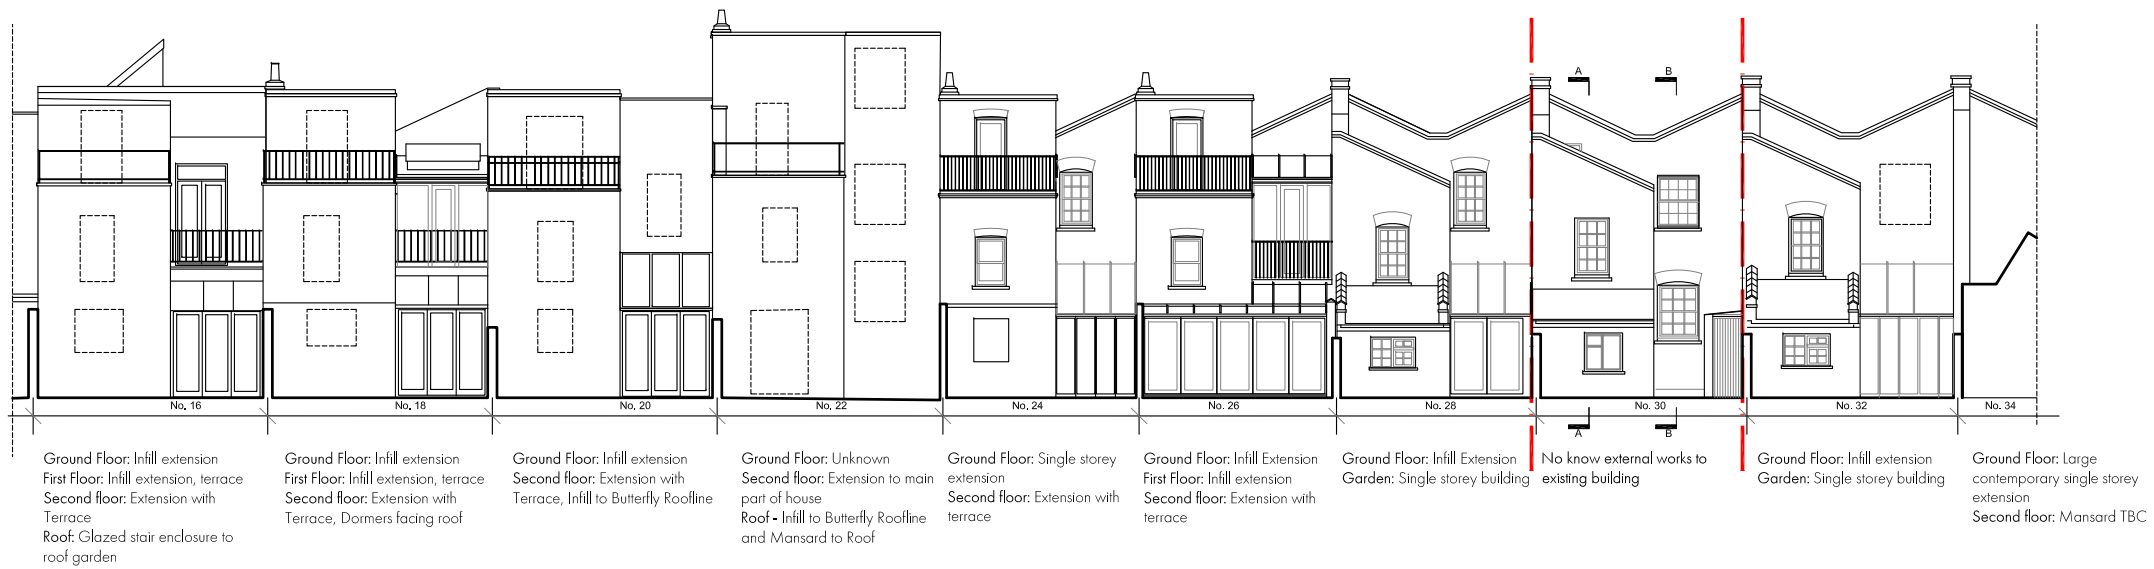 A
B
No. 16
No. 18
No. 20
No. 22
No. 24
No. 26
No. 28
No. 30
No. 32
No. 34
A
B
Ground Floor: Infill extension
First Floor: Infill extension, terrace
Second floor: Extension with
Terrace
Roof: Glazed stair enclosure to
roof garden
Ground Floor: Infill extension
First Floor: Infill extension, terrace
Second floor: Extension with
Terrace, Dormers facing roof
Ground Floor: Infill extension
Second floor: Extension with
Terrace, Infill to Butterfly Roofline
Ground Floor: Unknown
Second floor: Extension to main
part of house
Roof - Infill to Butterfly Roofline
and Mansard to Roof
Ground Floor: Single storey
extension
Second floor: Extension with
terrace
Ground Floor: Infill Extension
First Floor: Infill extension
Second floor: Extension with
terrace
Ground Floor: Infill Extension
Garden: Single storey building
No know external works to
existing building
Ground Floor: Infill extension
Garden: Single storey building
Ground Floor: Large
contemporary single storey
extension
Second floor: Mansard TBC